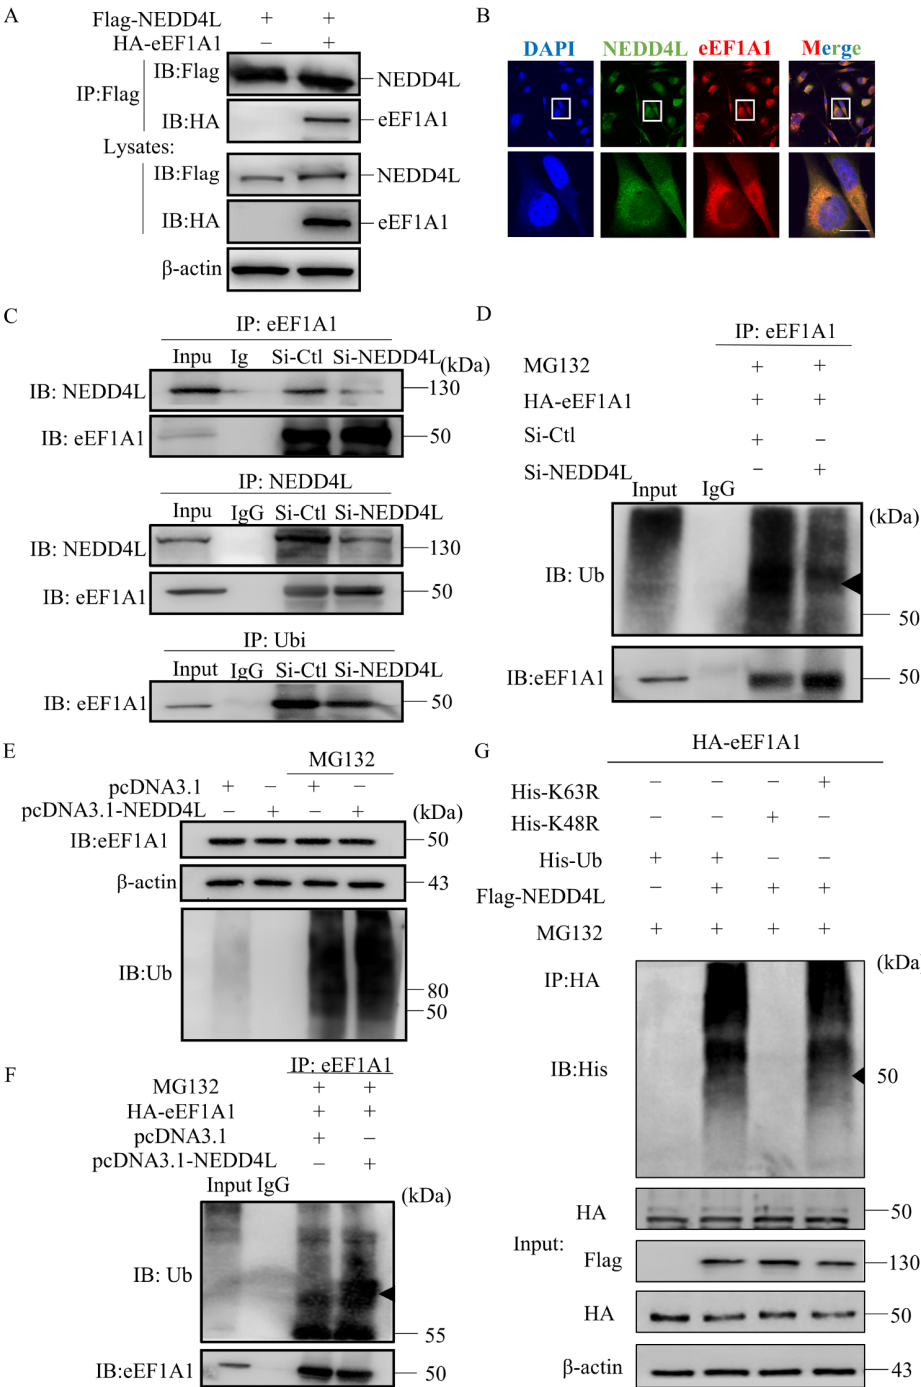 A
Flag-NEDD4L + +
HA-eEF1A1 − +
IP:Flag
IB:Flag NEDD4L
IB:HA eEF1A1
Lysates:
IB:Flag NEDD4L
IB:HA eEF1A1
β-actin
B
DAPI NEDD4L eEF1A1 Merge
C
IP: eEF1A1
Inpu Ig Si-Ctl Si-NEDD4L (kDa)
IB: NEDD4L 130
IB: eEF1A1 50
IP: NEDD4L
Inpu IgG Si-Ctl Si-NEDD4L
IB: NEDD4L 130
IB: eEF1A1 50
IP: Ubi
Input IgG Si-Ctl Si-NEDD4L
IB: eEF1A1 50
D
IP: eEF1A1
MG132 + +
HA-eEF1A1 + +
Si-Ctl + −
Si-NEDD4L − +
Input IgG (kDa)
IB: Ub
50
IB:eEF1A1 50
E
MG132
pcDNA3.1 + − + −
pcDNA3.1-NEDD4L − + − + (kDa)
IB:eEF1A1 50
β-actin 43
IB:Ub
80
50
F
IP: eEF1A1
MG132 + +
HA-eEF1A1 + +
pcDNA3.1 + −
pcDNA3.1-NEDD4L − +
Input IgG (kDa)
IB: Ub
55
IB:eEF1A1 50
G
HA-eEF1A1
His-K63R − − − +
His-K48R − − + −
His-Ub + + − −
Flag-NEDD4L − + + +
MG132 + + + +
(kDa
IP:HA
IB:His 50
HA 50
Input:
Flag 130
HA 50
β-actin 43